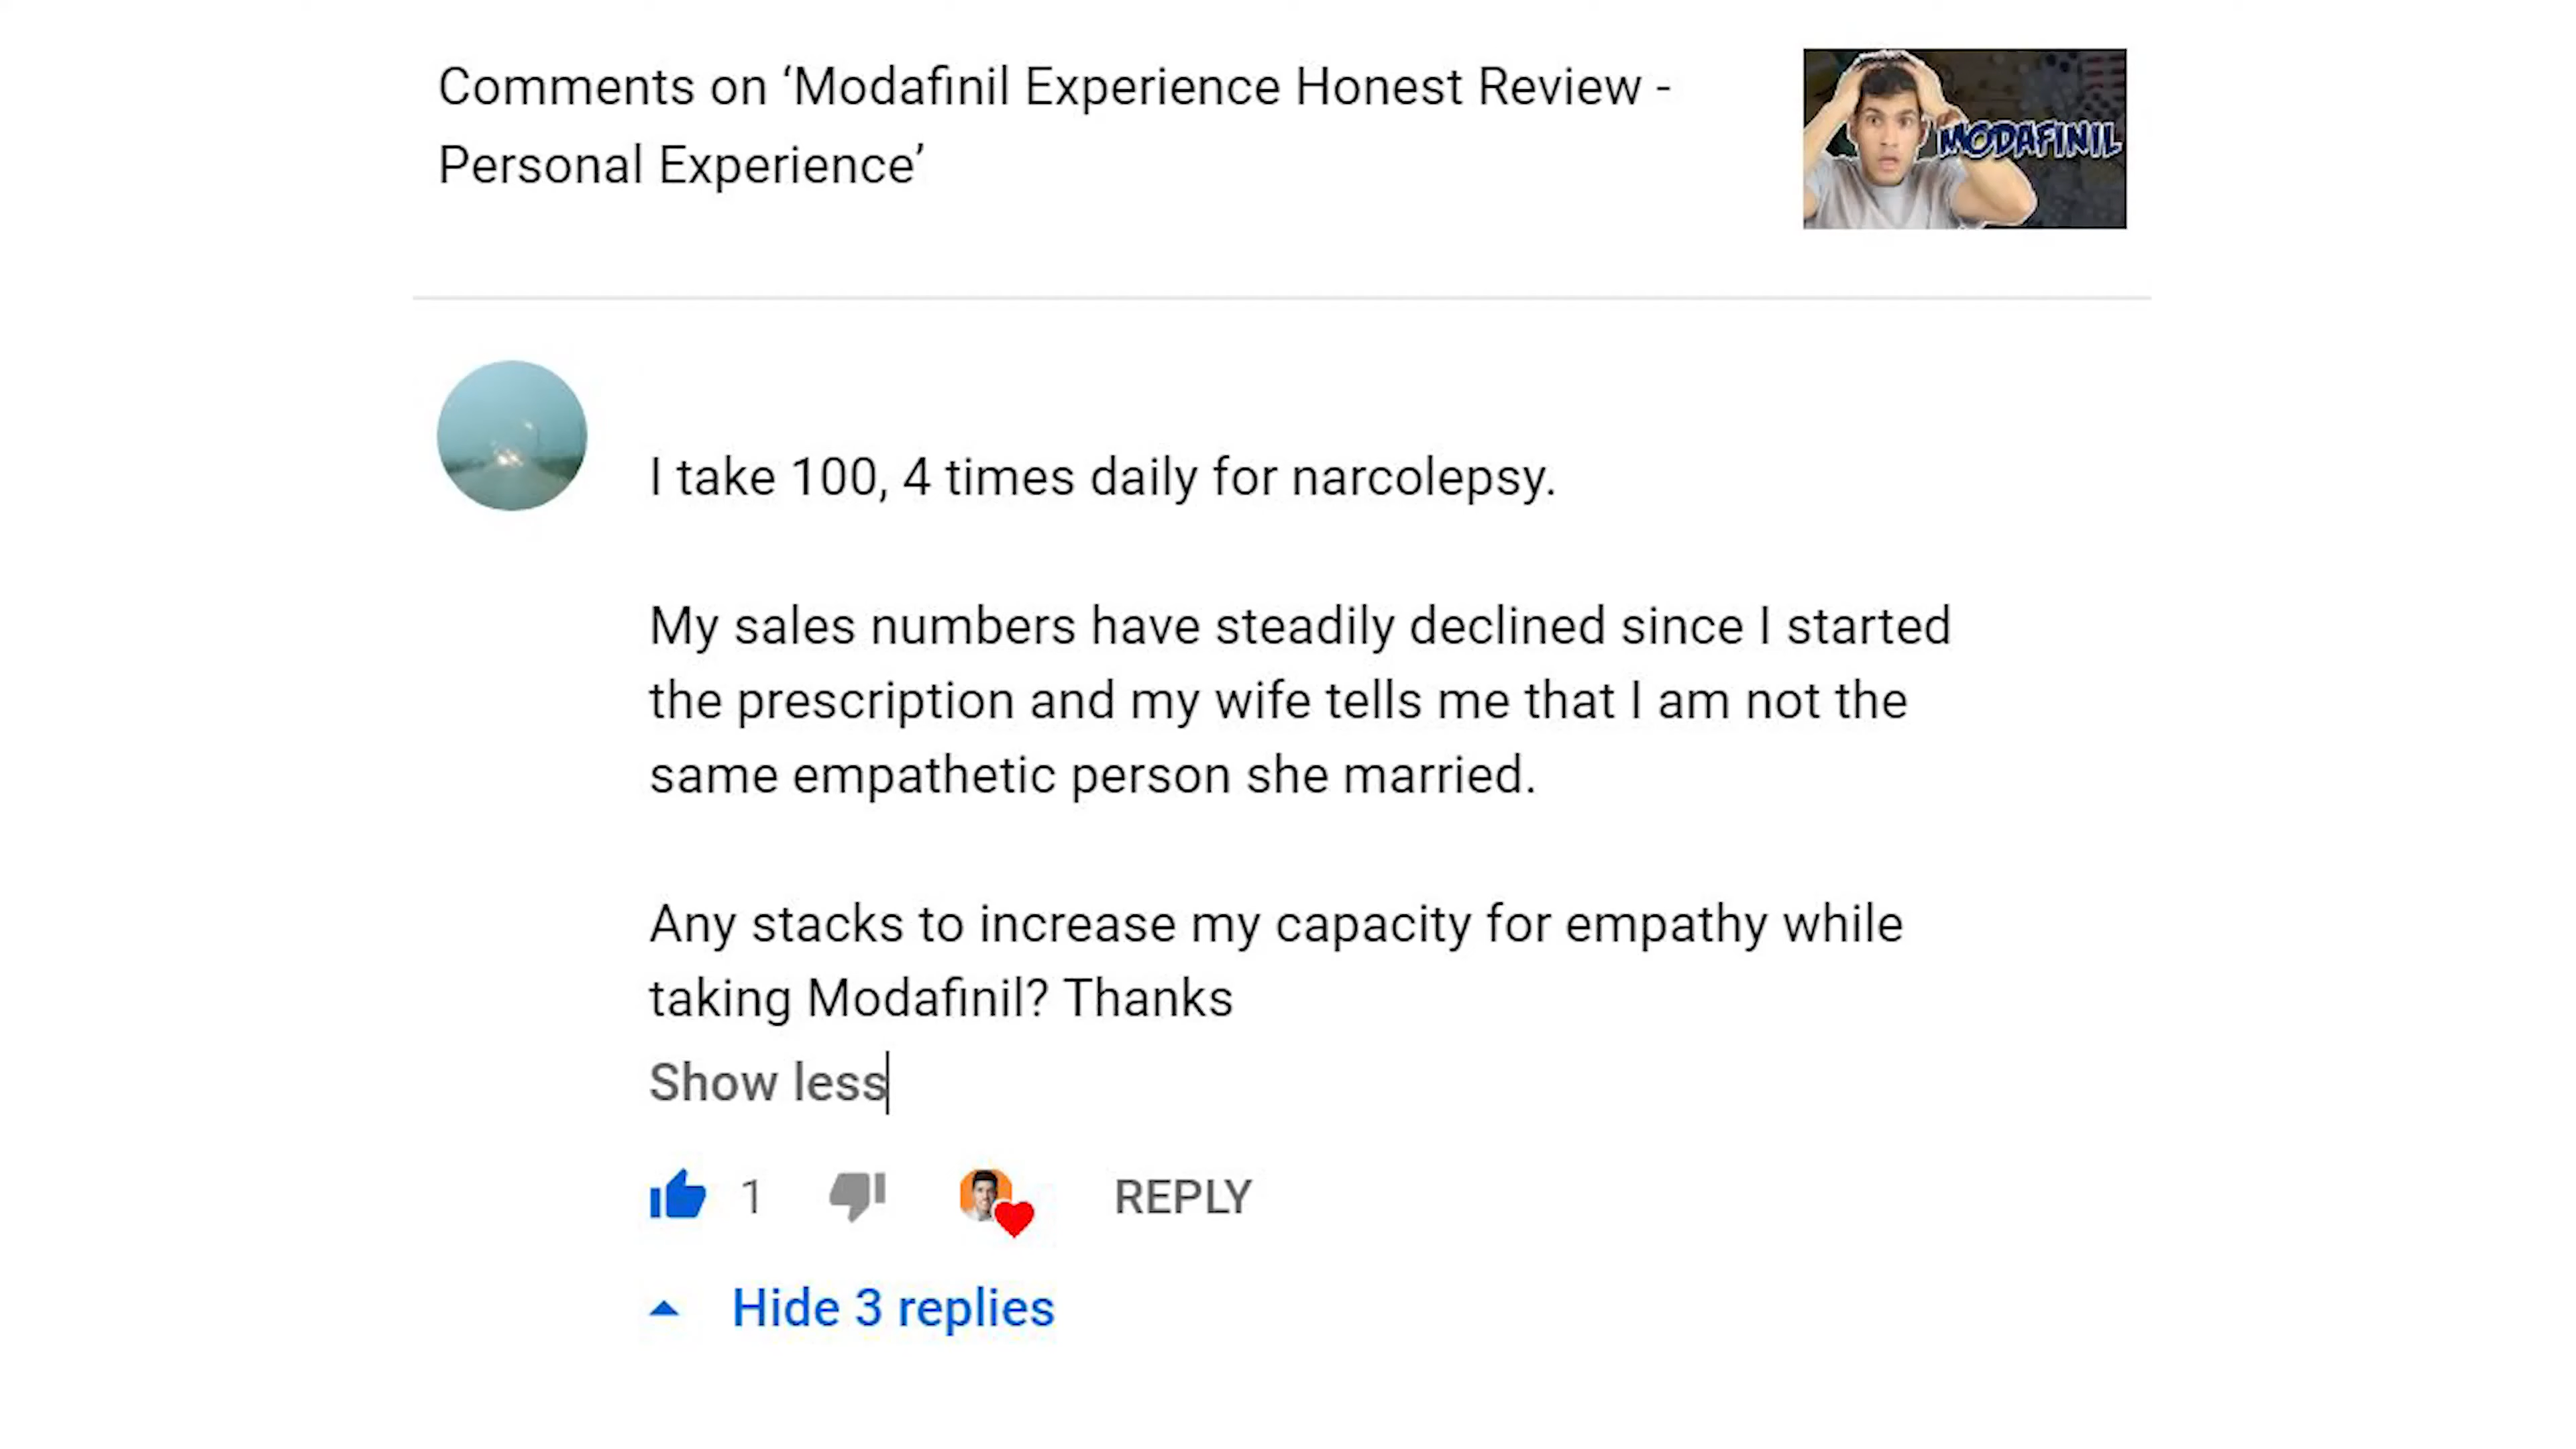 Comments on ‘Modafinil Experience Honest Review -
Personal Experience’
MODAFINIL
I take 100, 4 times daily for narcolepsy.
My sales numbers have steadily declined since I started
the prescription and my wife tells me that I am not the
same empathetic person she married.
Any stacks to increase my capacity for empathy while
taking Modafinil? Thanks
Show less
1 REPLY
Hide 3 replies